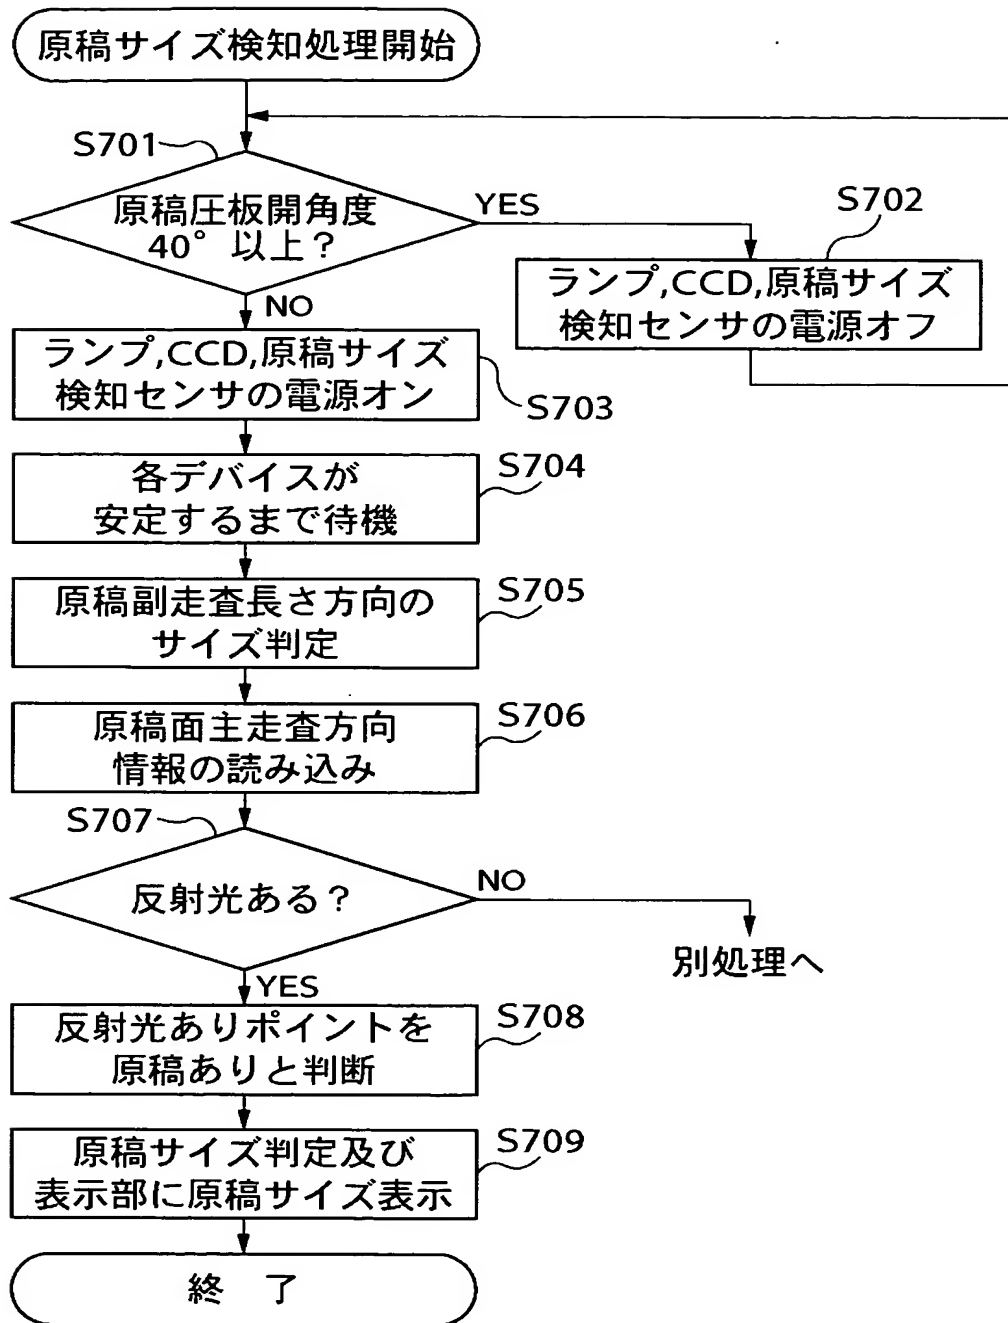 原稿サイズ検知処理開始
S701
原稿圧板開角度
40°以上?
YES
S702
ランプ,CCD,原稿サイズ
検知センサの電源オフ
NO
ランプ,CCD,原稿サイズ
検知センサの電源オン
S703
各デバイスが
安定するまで待機
S704
原稿副走査長さ方向の
サイズ判定
S705
原稿面主走査方向
情報の読み込み
S706
S707
反射光ある?
NO
別処理へ
YES
反射光ありポイントを
原稿ありと判断
S708
原稿サイズ判定及び
表示部に原稿サイズ表示
S709
終 了